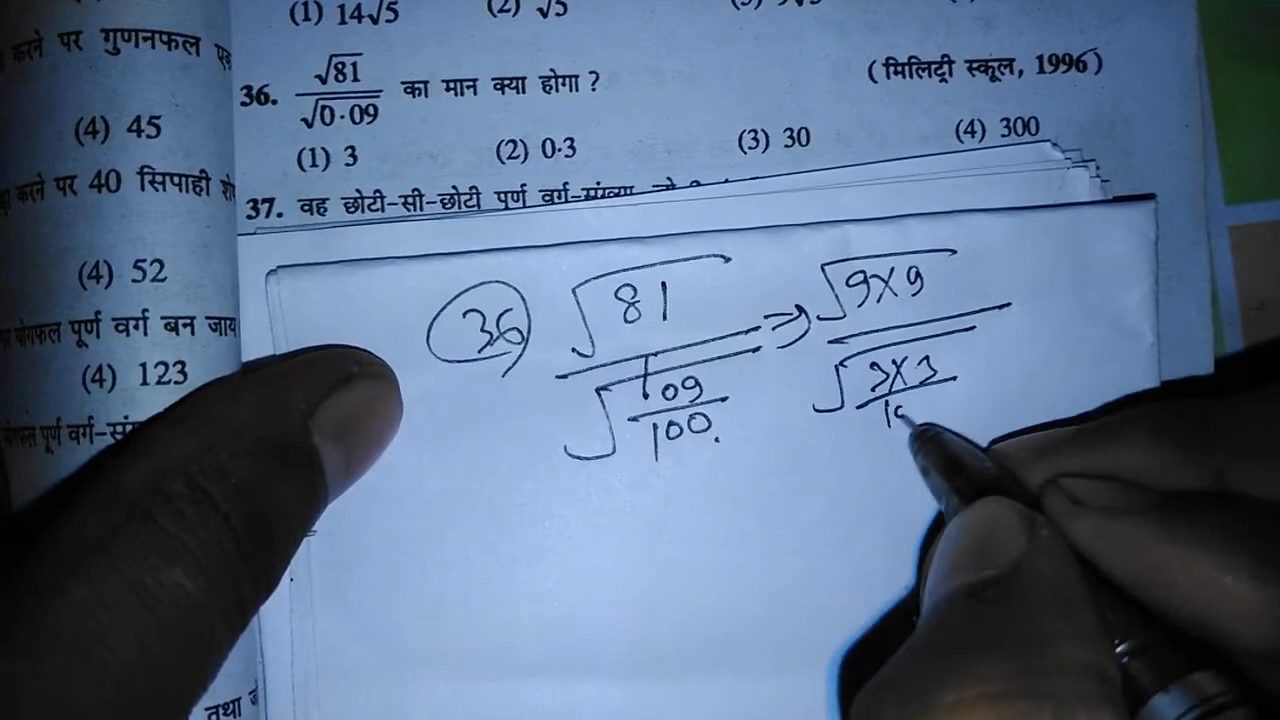 (1) 14√5 (2) √5
करने पर गुणनफल
36. √81 / √0·09 का मान क्या होगा ? (मिलिट्री स्कूल, 1996)
(4) 45
(1) 3 (2) 0·3 (3) 30 (4) 300
करने पर 40 सिपाही
37. वह छोटी-सी-छोटी पूर्ण वर्ग-संख्या
(4) 52
पूर्ण वर्ग बन जाय
(4) 123
पूर्ण वर्ग
तथा
36 √81 / √09/100 ⇒ √9×9 / √3×3/1